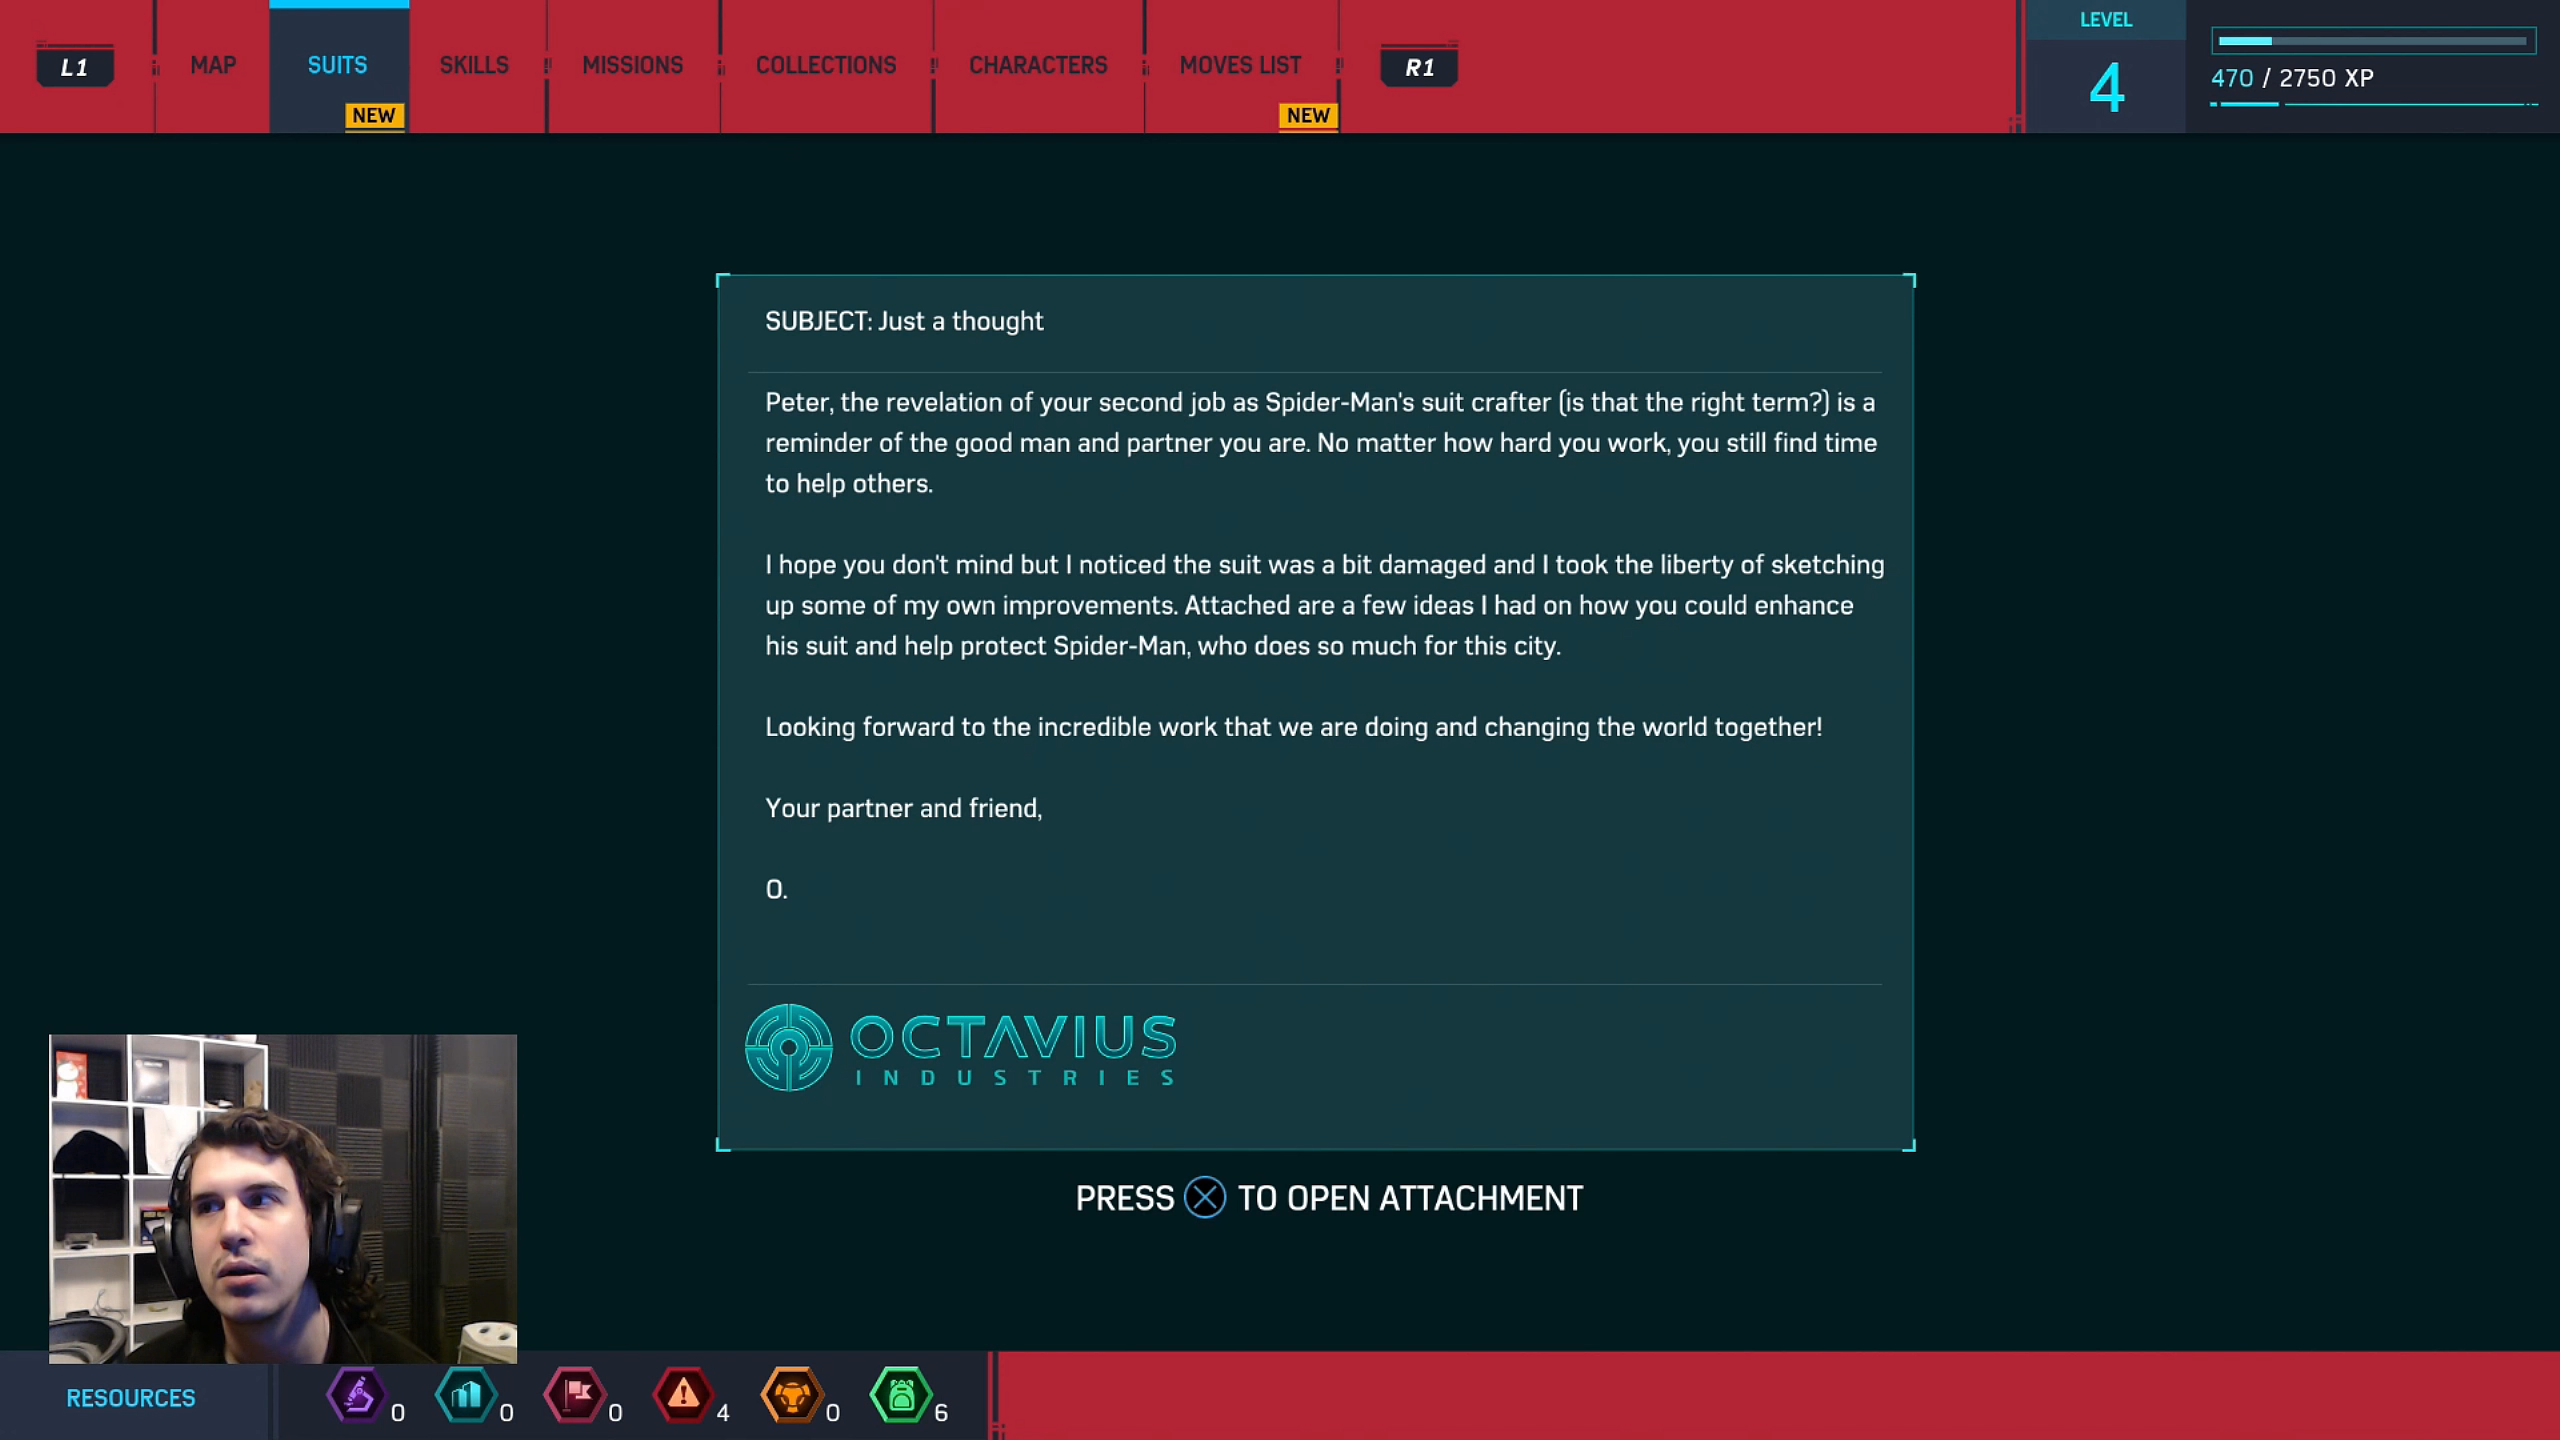 L1 MAP SUITS SKILLS MISSIONS COLLECTIONS CHARACTERS MOVES LIST R1
NEW NEW
LEVEL
4
470 / 2750 XP
SUBJECT: Just a thought
Peter, the revelation of your second job as Spider-Man's suit crafter (is that the right term?) is a
reminder of the good man and partner you are. No matter how hard you work, you still find time
to help others.
I hope you don't mind but I noticed the suit was a bit damaged and I took the liberty of sketching
up some of my own improvements. Attached are a few ideas I had on how you could enhance
his suit and help protect Spider-Man, who does so much for this city.
Looking forward to the incredible work that we are doing and changing the world together!
Your partner and friend,
O.
OCTAVIUS
INDUSTRIES
PRESS TO OPEN ATTACHMENT
RESOURCES 0 0 0 4 0 6